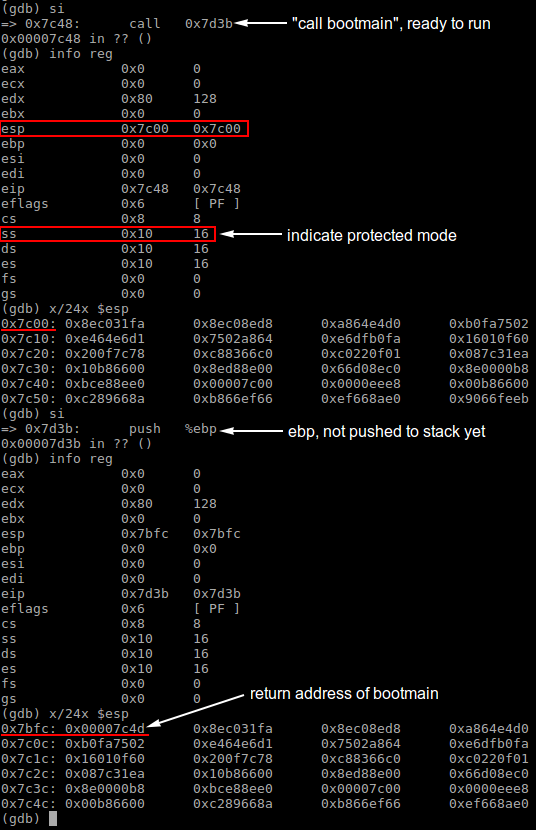 (gdb) si
=> 0x7c48:      call   0x7d3b "call bootmain", ready to run
0x00007c48 in ?? ()
(gdb) info reg
eax            0x0      0
ecx            0x0      0
edx            0x80     128
ebx            0x0      0
esp            0x7c00   0x7c00
ebp            0x0      0x0
esi            0x0      0
edi            0x0      0
eip            0x7c48   0x7c48
eflags         0x6      [ PF ]
cs             0x8      8
ss             0x10     16 indicate protected mode
ds             0x10     16
es             0x10     16
fs             0x0      0
gs             0x0      0
(gdb) x/24x $esp
0x7c00: 0x8ec031fa      0x8ec08ed8      0xa864e4d0      0xb0fa7502
0x7c10: 0xe464e6d1      0x7502a864      0xe6dfb0fa      0x16010f60
0x7c20: 0x200f7c78      0xc88366c0      0xc0220f01      0x087c31ea
0x7c30: 0x10b86600      0x8ed88e00      0x66d08ec0      0x8e0000b8
0x7c40: 0xbce88ee0      0x00007c00      0x0000eee8      0x00b86600
0x7c50: 0xc289668a      0xb866ef66      0xef668ae0      0x9066feeb
(gdb) si
=> 0x7d3b:      push   %ebp ebp, not pushed to stack yet
0x00007d3b in ?? ()
(gdb) info reg
eax            0x0      0
ecx            0x0      0
edx            0x80     128
ebx            0x0      0
esp            0x7bfc   0x7bfc
ebp            0x0      0x0
esi            0x0      0
edi            0x0      0
eip            0x7d3b   0x7d3b
eflags         0x6      [ PF ]
cs             0x8      8
ss             0x10     16
ds             0x10     16
es             0x10     16
fs             0x0      0
gs             0x0      0 return address of bootmain
(gdb) x/24x $esp
0x7bfc: 0x00007c4d      0x8ec031fa      0x8ec08ed8      0xa864e4d0
0x7c0c: 0xb0fa7502      0xe464e6d1      0x7502a864      0xe6dfb0fa
0x7c1c: 0x16010f60      0x200f7c78      0xc88366c0      0xc0220f01
0x7c2c: 0x087c31ea      0x10b86600      0x8ed88e00      0x66d08ec0
0x7c3c: 0x8e0000b8      0xbce88ee0      0x00007c00      0x0000eee8
0x7c4c: 0x00b86600      0xc289668a      0xb866ef66      0xef668ae0
(gdb)